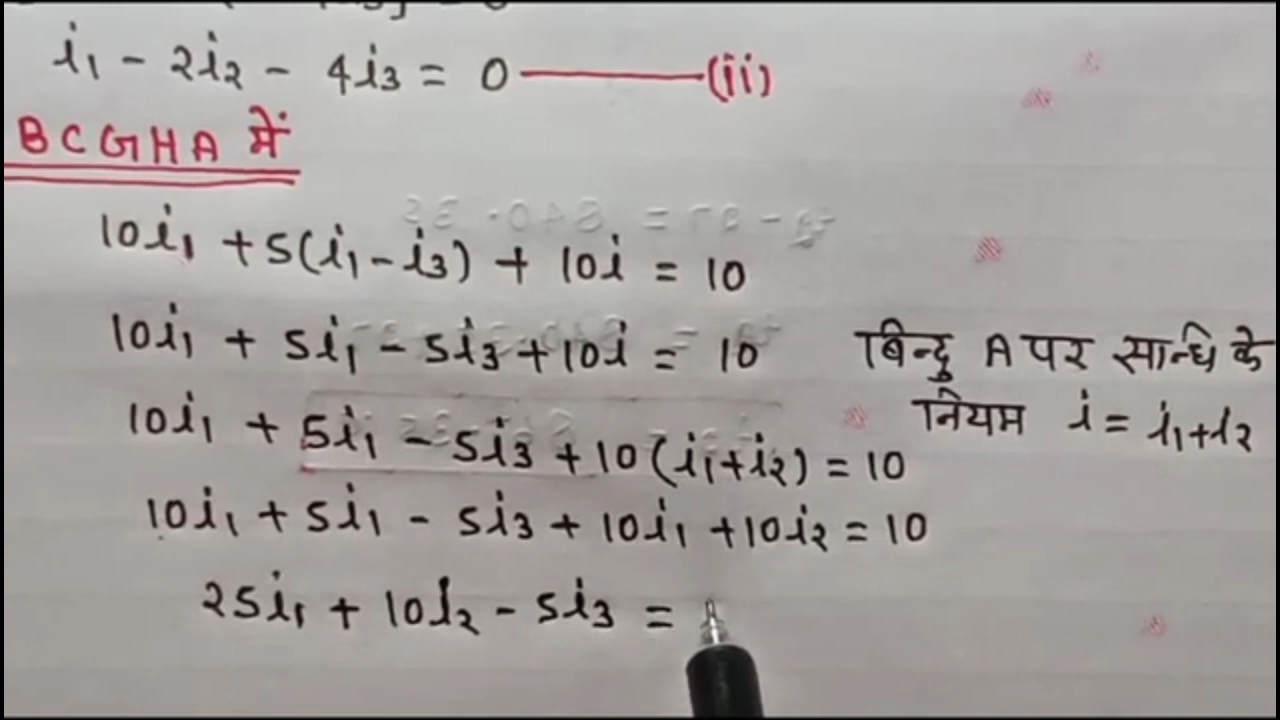 i₁ - 2i₂ - 4i₃ = 0 ——— (ii)
BCGHA में
10i₁ + 5(i₁ - i₃) + 10i = 10
10i₁ + 5i₁ - 5i₃ + 10i = 10
बिन्दु A पर सान्धि के
नियम i = i₁+i₂
10i₁ + 5i₁ - 5i₃ + 10(i₁+i₂) = 10
10i₁ + 5i₁ - 5i₃ + 10i₁ + 10i₂ = 10
25i₁ + 10i₂ - 5i₃ =